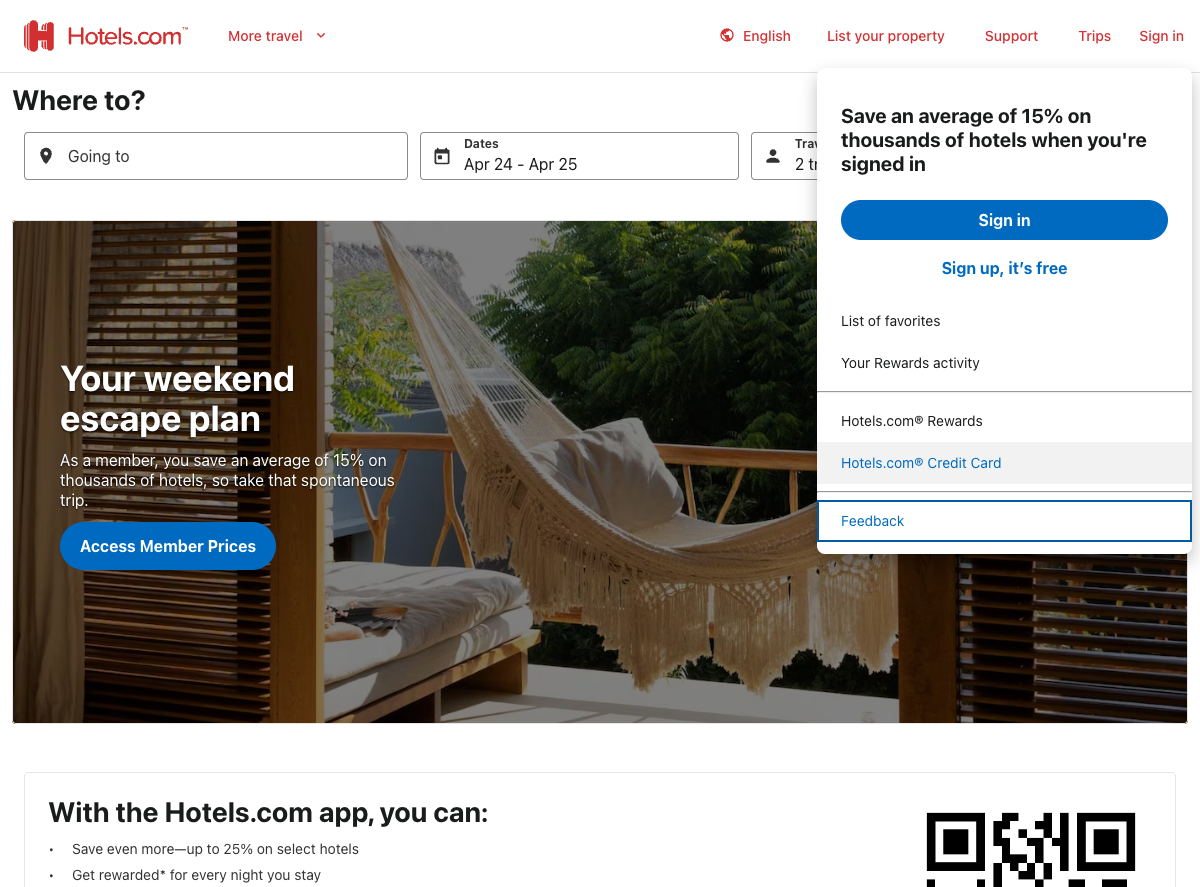 Hotels.com™
More travel
English
List your property
Support
Trips
Sign in
Where to?
Going to
Dates
Apr 24 - Apr 25
Save an average of 15% on
thousands of hotels when you're
signed in
Sign in
Sign up, it’s free
List of favorites
Your Rewards activity
Hotels.com® Rewards
Hotels.com® Credit Card
Feedback
Your weekend
escape plan
As a member, you save an average of 15% on
thousands of hotels, so take that spontaneous
trip.
Access Member Prices
With the Hotels.com app, you can:
• Save even more—up to 25% on select hotels
• Get rewarded* for every night you stay